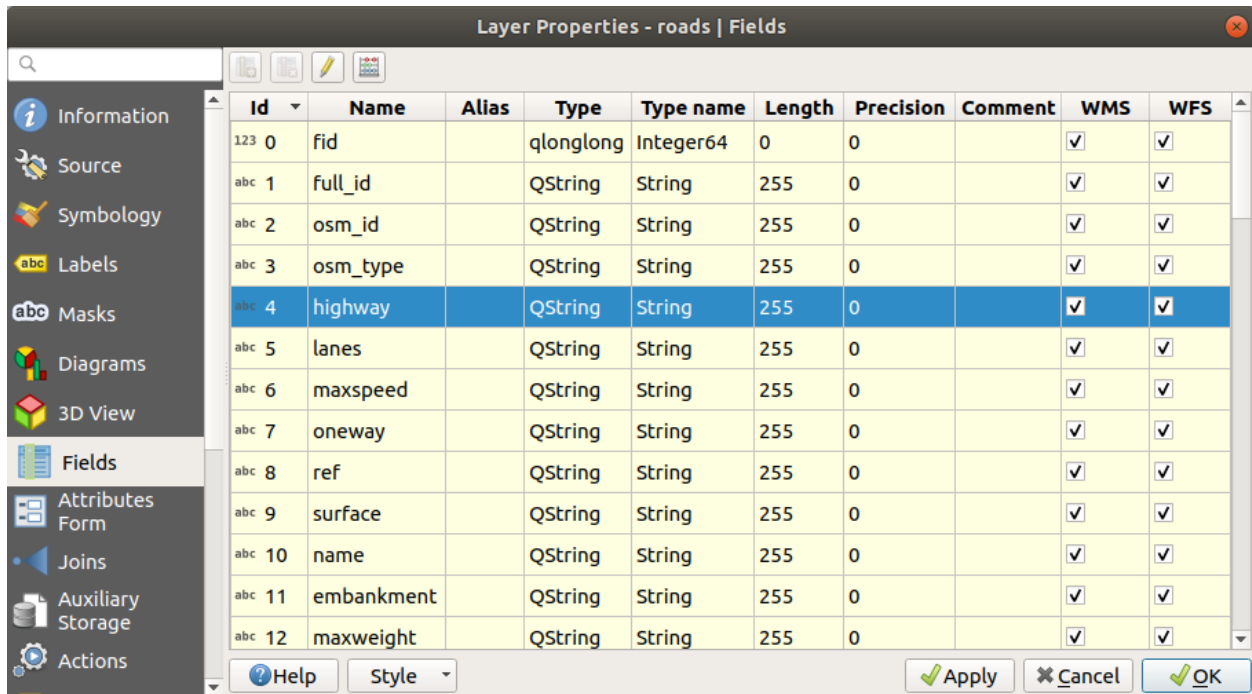 Layer Properties - roads | Fields
Information
Source
Symbology
abc Labels
abc Masks
Diagrams
3D View
Fields
Attributes
Form
Joins
Auxiliary
Storage
Actions
Id Name Alias Type Type name Length Precision Comment WMS WFS
123 0 fid qlonglong Integer64 0 0
abc 1 full_id QString String 255 0
abc 2 osm_id QString String 255 0
abc 3 osm_type QString String 255 0
abc 4 highway QString String 255 0
abc 5 lanes QString String 255 0
abc 6 maxspeed QString String 255 0
abc 7 oneway QString String 255 0
abc 8 ref QString String 255 0
abc 9 surface QString String 255 0
abc 10 name QString String 255 0
abc 11 embankment QString String 255 0
abc 12 maxweight QString String 255 0
Help Style Apply Cancel OK